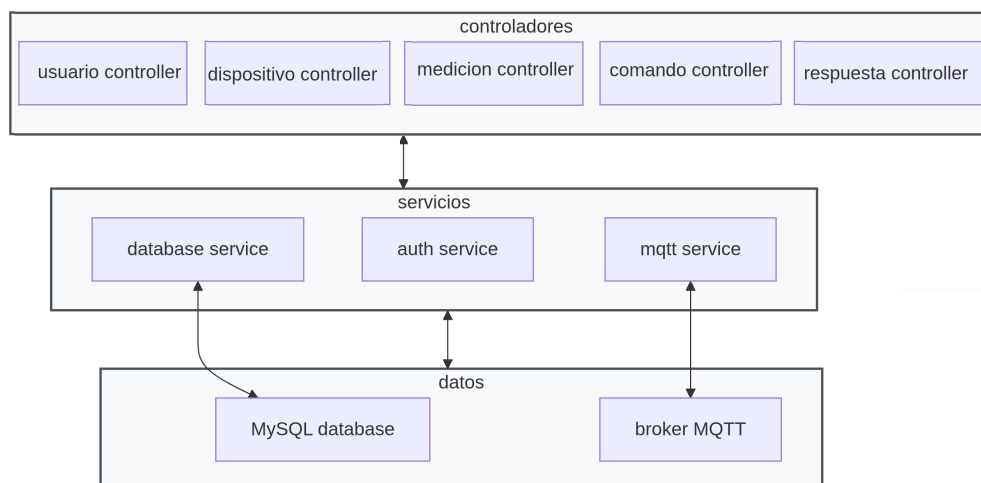 controladores
usuario controller
dispositivo controller
medicion controller
comando controller
respuesta controller
servicios
database service
auth service
mqtt service
datos
MySQL database
broker MQTT